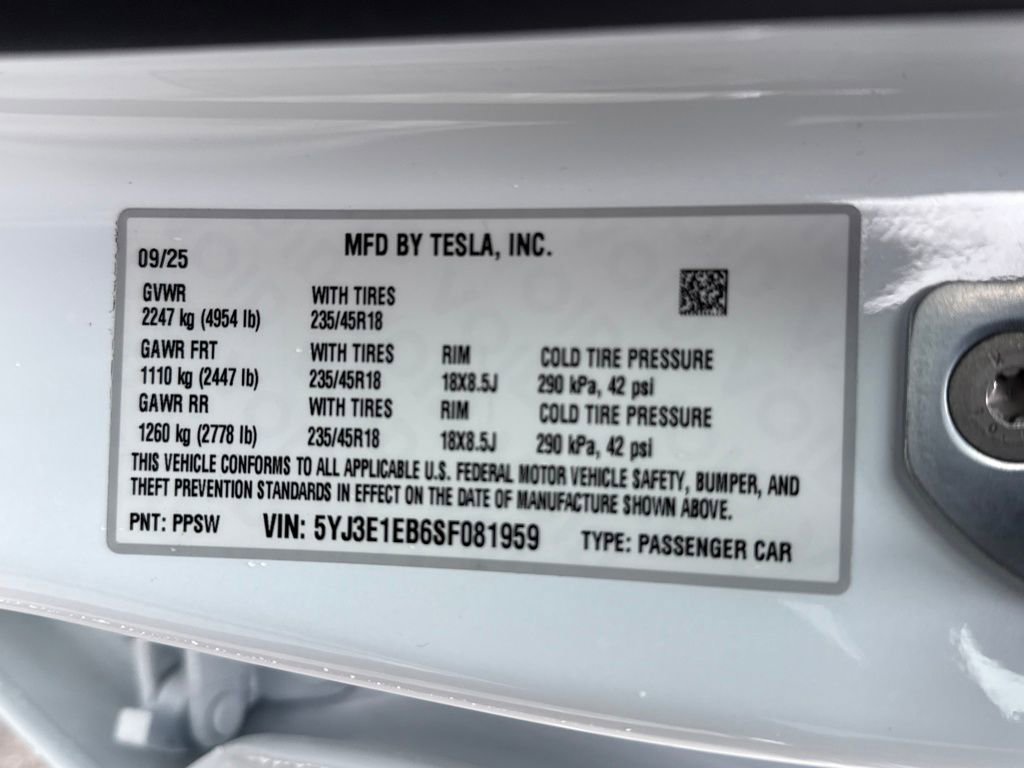 MFD BY TESLA, INC.
09/25
GVWR WITH TIRES
2247 kg (4954 lb) 235/45R18
GAWR FRT WITH TIRES RIM COLD TIRE PRESSURE
1110 kg (2447 lb) 235/45R18 18X8.5J 290 kPa, 42 psi
GAWR RR WITH TIRES RIM COLD TIRE PRESSURE
1260 kg (2778 lb) 235/45R18 18X8.5J 290 kPa, 42 psi
THIS VEHICLE CONFORMS TO ALL APPLICABLE U.S. FEDERAL MOTOR VEHICLE SAFETY, BUMPER, AND
THEFT PREVENTION STANDARDS IN EFFECT ON THE DATE OF MANUFACTURE SHOWN ABOVE.
PNT: PPSW VIN: 5YJ3E1EB6SF081959 TYPE: PASSENGER CAR